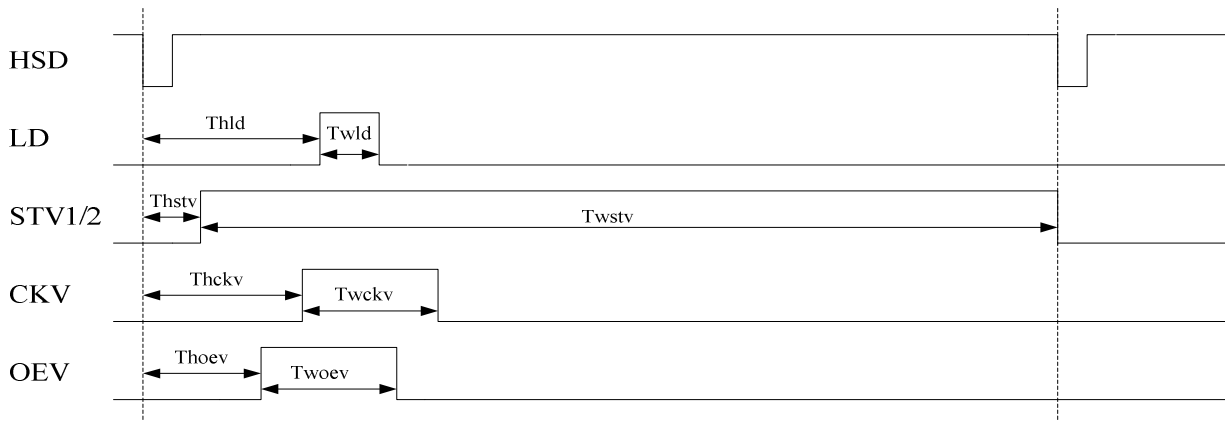 HSD
LD
Thld
Twld
STV1/2
Thstv
Twstv
CKV
Thckv
Twckv
OEV
Thoev
Twoev